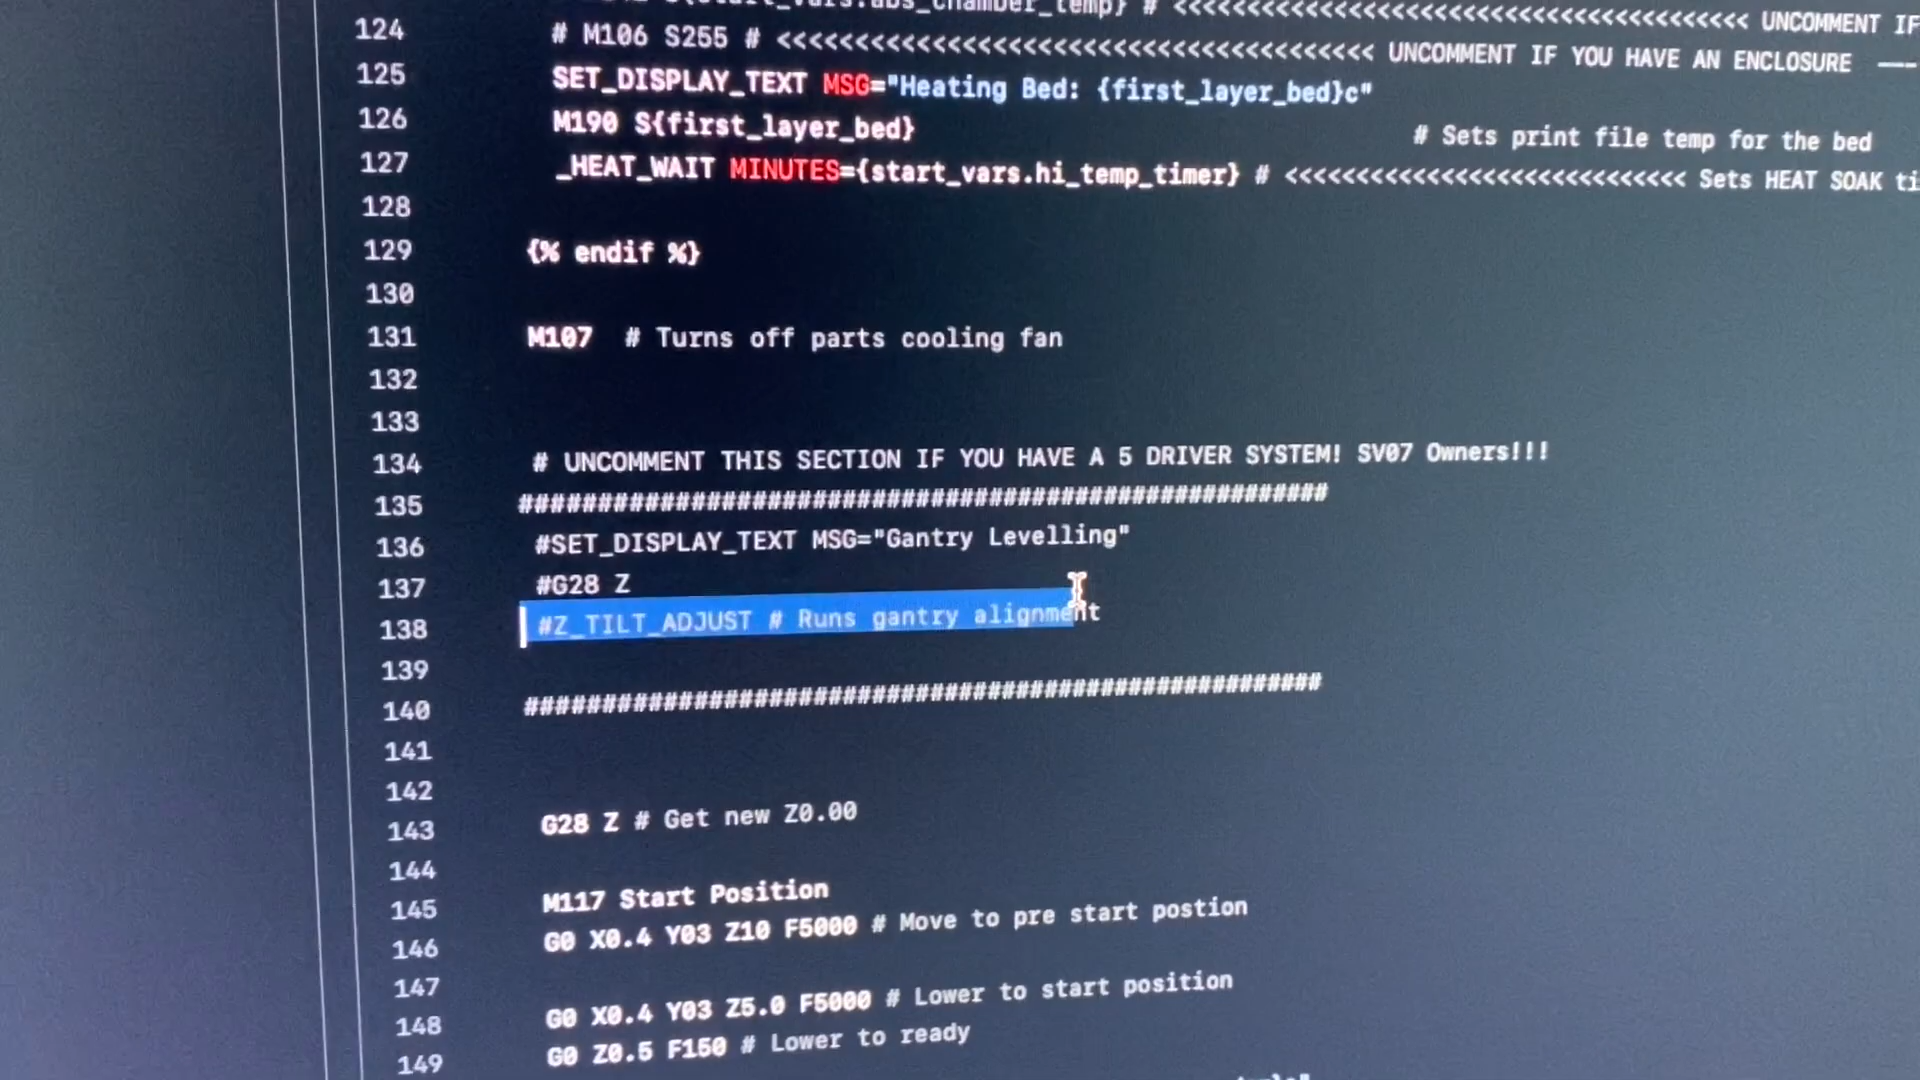 124 # M106 S255 # <<<<<<<<<<<<<<<<<<<<<<<<<<<<<<<<<<<<<<<< UNCOMMENT IF YOU HAVE AN ENCLOSURE
125 SET_DISPLAY_TEXT MSG="Heating Bed: {first_layer_bed}c"
126 M190 S{first_layer_bed} # Sets print file temp for the bed
127 _HEAT_WAIT MINUTES={start_vars.hi_temp_timer} # <<<<<<<<<<<<<<<<<<<<<<<<<<<<< Sets HEAT SOAK
128
129 {% endif %}
130
131 M107 # Turns off parts cooling fan
132
133
134 # UNCOMMENT THIS SECTION IF YOU HAVE A 5 DRIVER SYSTEM! SV07 Owners!!!
135 ####################################################
136 #SET_DISPLAY_TEXT MSG="Gantry Levelling"
137 #G28 Z
138 #Z_TILT_ADJUST # Runs gantry alignment
139
140 ####################################################
141
142
143 G28 Z # Get new Z0.00
144
145 M117 Start Position
146 G0 X0.4 Y03 Z10 F5000 # Move to pre start postion
147
148 G0 X0.4 Y03 Z5.0 F5000 # Lower to start position
149 G0 Z0.5 F150 # Lower to ready